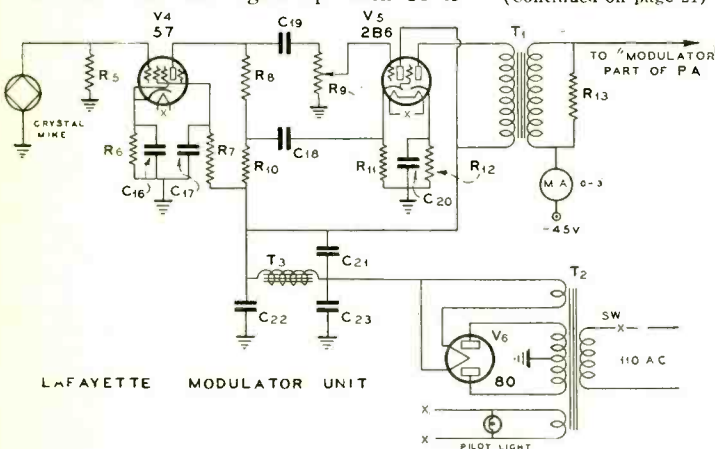 (Continued on page 21)
V4
57
C19
V5
2B6
T1
TO "MODULATOR
PART OF PA
R5
R8
R9
R13
CRYSTAL
MIKE
X
X
R6
R7
C18
R10
R11
R12
C16
C17
C20
MA
0-3
-45V
T3
C21
T2
C22
C23
SW
X
V6
110 AC
80
LAFAYETTE MODULATOR UNIT
X
X
PILOT LIGHT